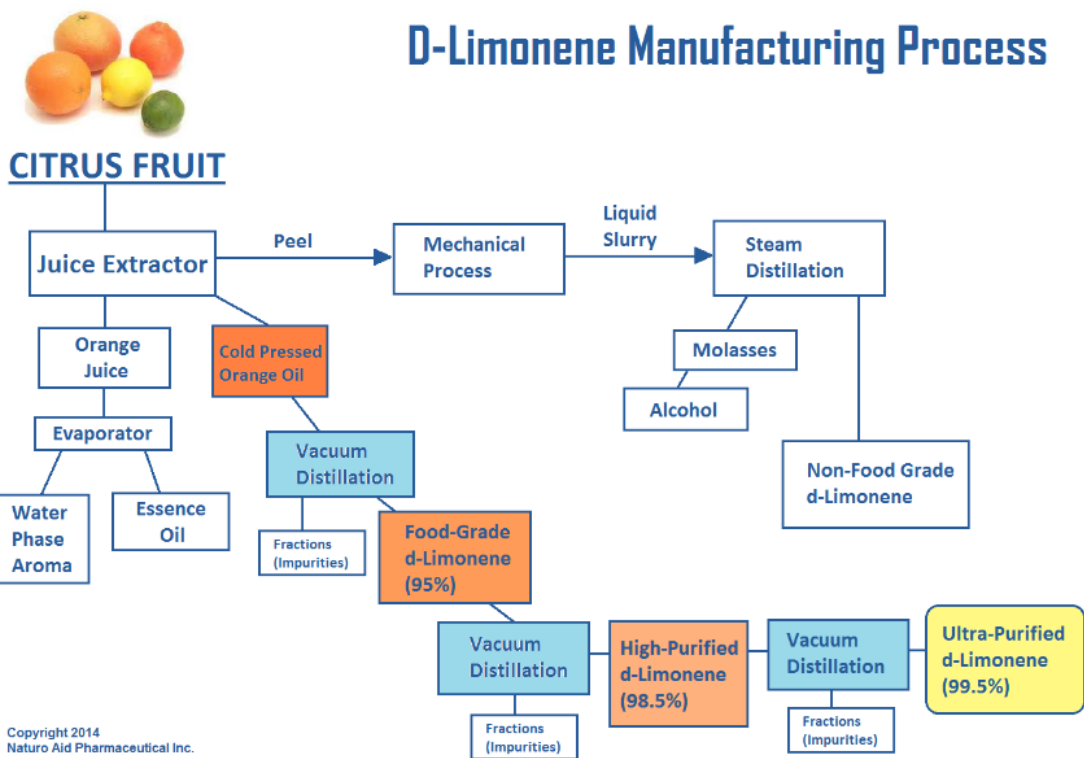 D-Limonene Manufacturing Process
CITRUS FRUIT
Juice Extractor
Peel
Mechanical
Process
Liquid
Slurry
Steam
Distillation
Orange
Juice
Cold Pressed
Orange Oil
Molasses
Alcohol
Evaporator
Vacuum
Distillation
Non-Food Grade
d-Limonene
Water
Phase
Aroma
Essence
Oil
Fractions
(Impurities)
Food-Grade
d-Limonene
(95%)
Vacuum
Distillation
High-Purified
d-Limonene
(98.5%)
Vacuum
Distillation
Ultra-Purified
d-Limonene
(99.5%)
Fractions
(Impurities)
Fractions
(Impurities)
Copyright 2014
Naturo Aid Pharmaceutical Inc.